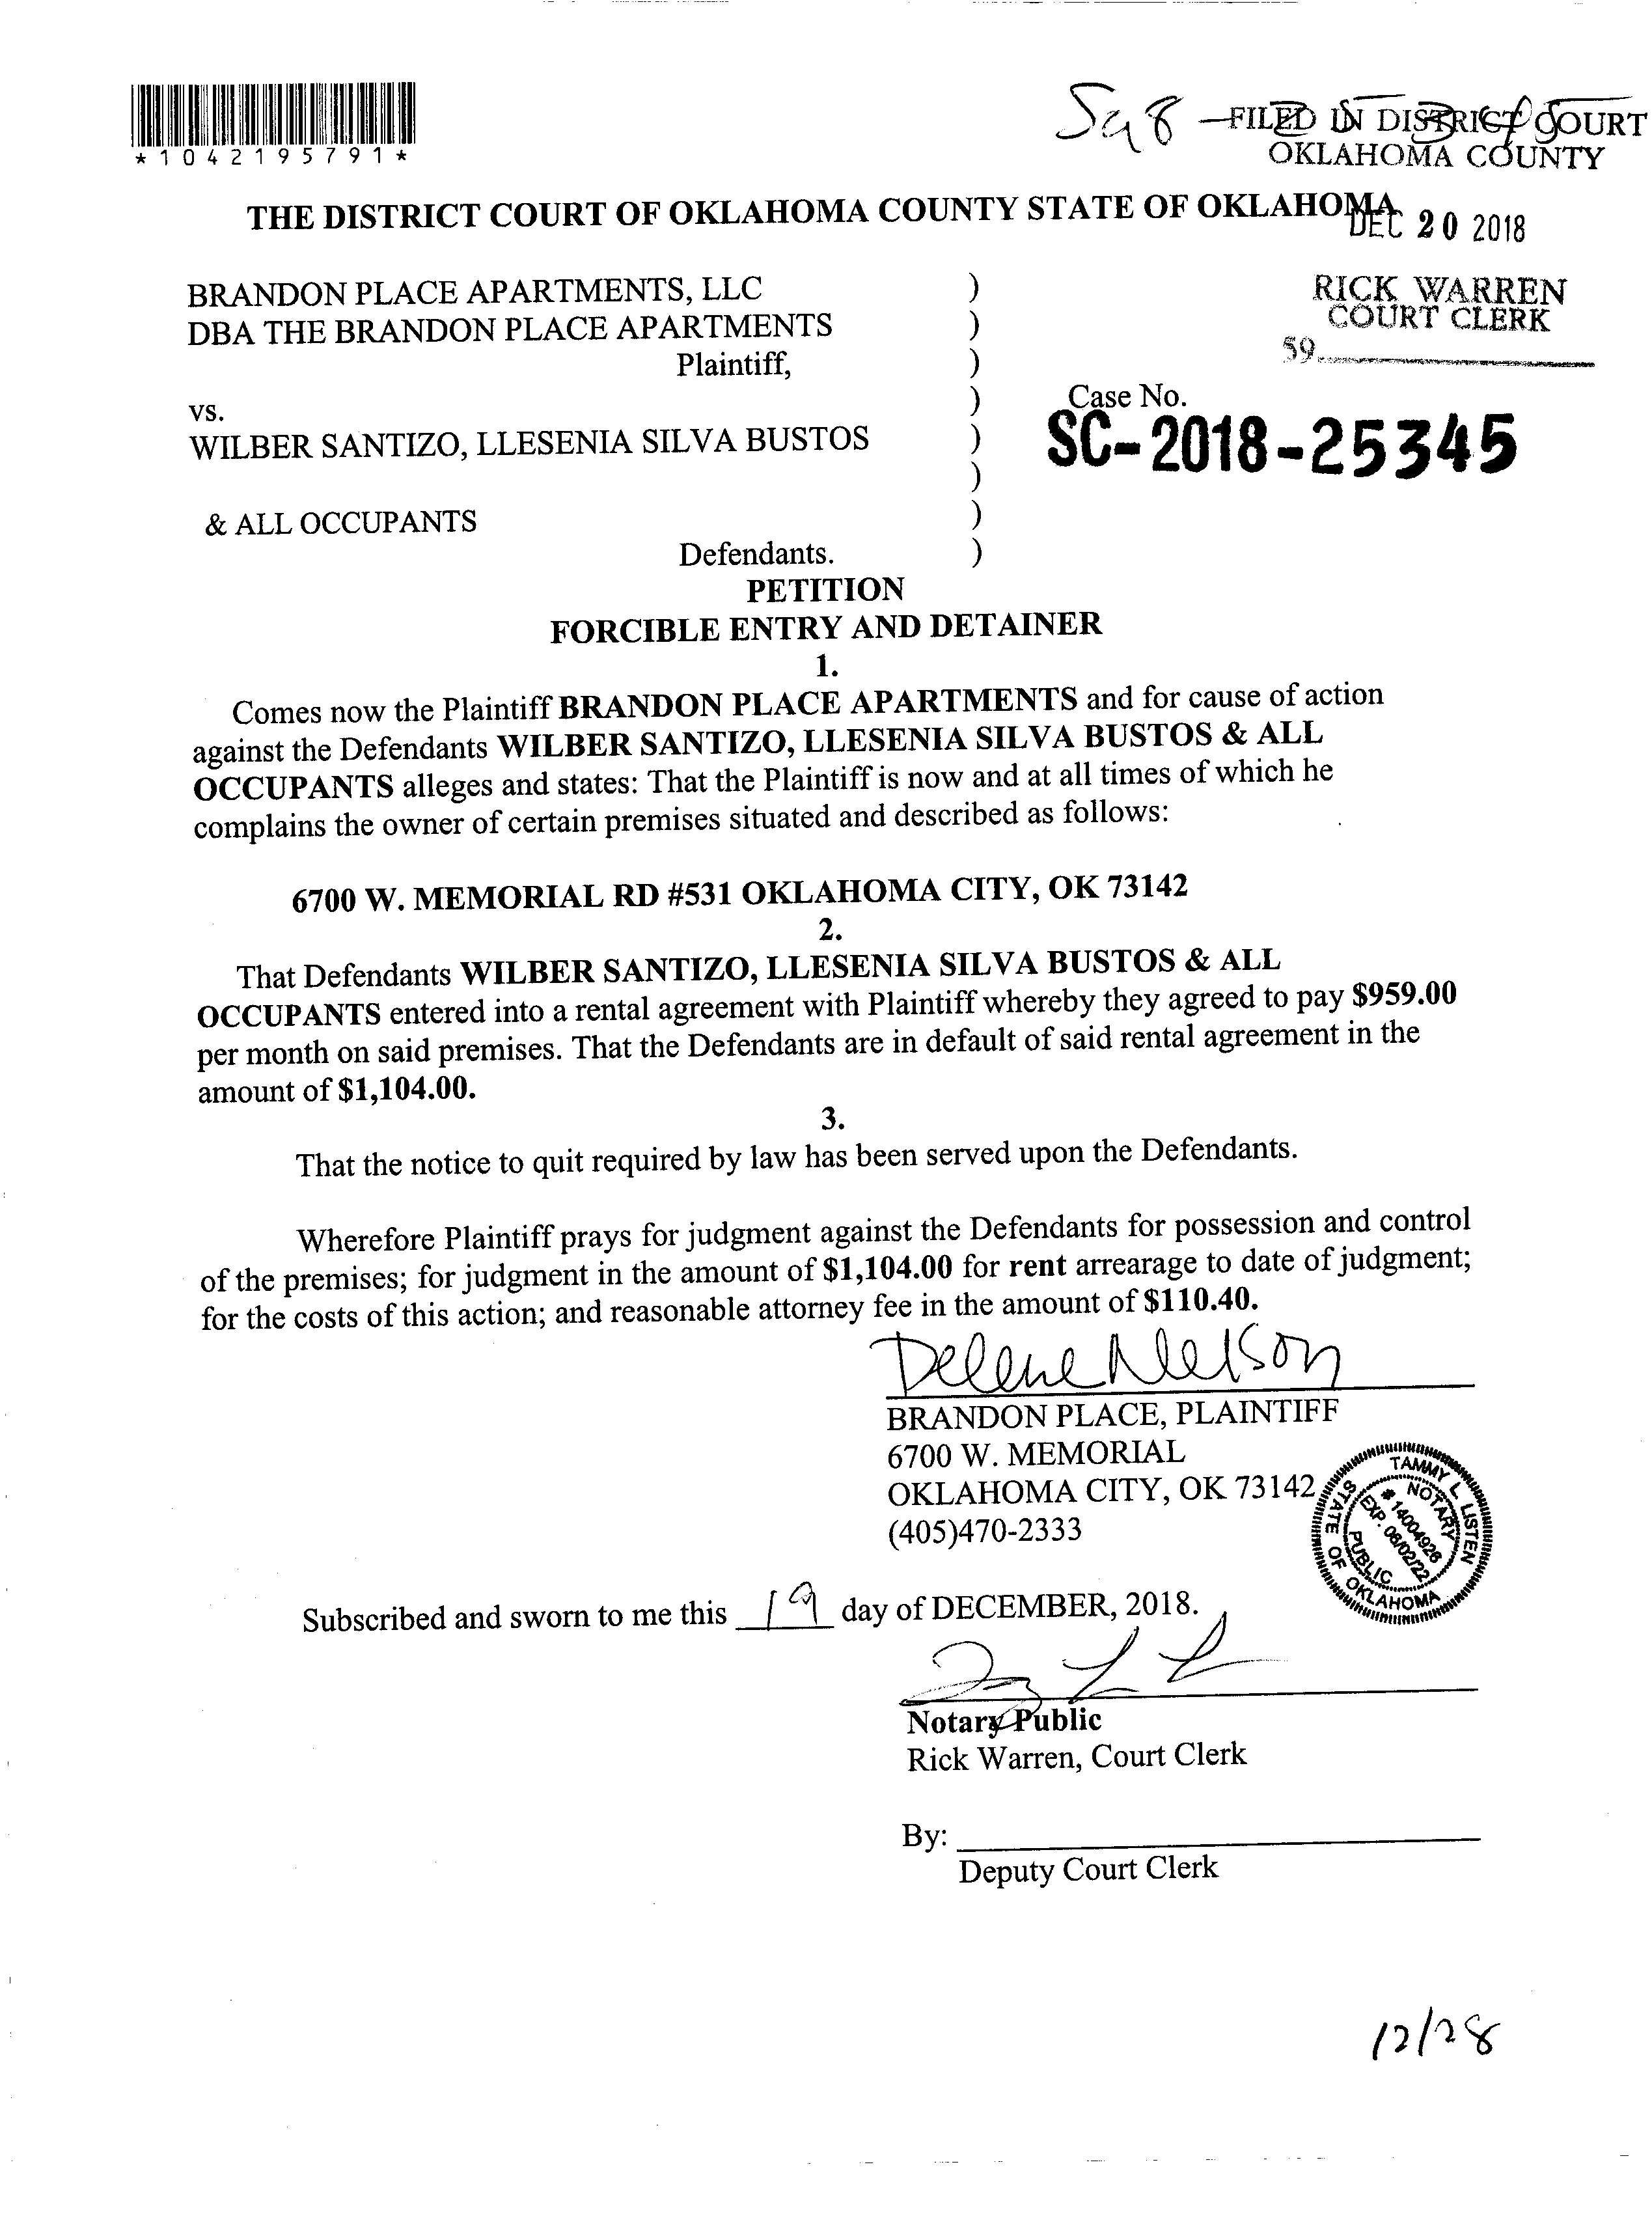 *1042195791*
FILED IN DISTRICT COURT
OKLAHOMA COUNTY
THE DISTRICT COURT OF OKLAHOMA COUNTY STATE OF OKLAHOMA
DEC 20 2018
BRANDON PLACE APARTMENTS, LLC )
RICK WARREN
DBA THE BRANDON PLACE APARTMENTS )
COURT CLERK
Plaintiff, )
59
vs. )
Case No.
WILBER SANTIZO, LLESENIA SILVA BUSTOS )
SC-2018-25345
)
& ALL OCCUPANTS )
Defendants. )
PETITION
FORCIBLE ENTRY AND DETAINER
1.
Comes now the Plaintiff BRANDON PLACE APARTMENTS and for cause of action
against the Defendants WILBER SANTIZO, LLESENIA SILVA BUSTOS & ALL
OCCUPANTS alleges and states: That the Plaintiff is now and at all times of which he
complains the owner of certain premises situated and described as follows:
6700 W. MEMORIAL RD #531 OKLAHOMA CITY, OK 73142
2.
That Defendants WILBER SANTIZO, LLESENIA SILVA BUSTOS & ALL
OCCUPANTS entered into a rental agreement with Plaintiff whereby they agreed to pay $959.00
per month on said premises. That the Defendants are in default of said rental agreement in the
amount of $1,104.00.
3.
That the notice to quit required by law has been served upon the Defendants.
Wherefore Plaintiff prays for judgment against the Defendants for possession and control
of the premises; for judgment in the amount of $1,104.00 for rent arrearage to date of judgment;
for the costs of this action; and reasonable attorney fee in the amount of $110.40.
Delene Nelson
BRANDON PLACE, PLAINTIFF
6700 W. MEMORIAL
OKLAHOMA CITY, OK 73142
(405)470-2333
TAMMY L LISTEN
NOTARY
# 14004926
EXP. 06/02/22
PUBLIC
STATE OF OKLAHOMA
Subscribed and sworn to me this 19 day of DECEMBER, 2018.
Notary Public
Rick Warren, Court Clerk
By:
Deputy Court Clerk
12/28